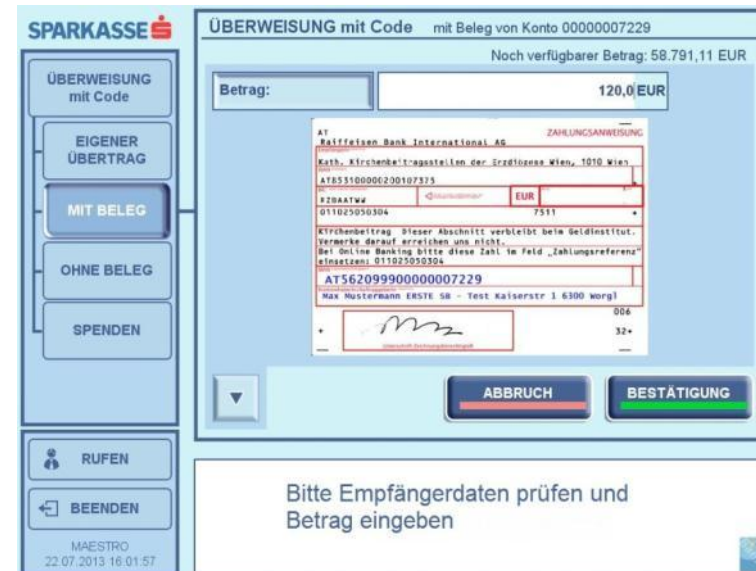 SPARKASSE
ÜBERWEISUNG mit Code mit Beleg von Konto 00000007229
Noch verfügbarer Betrag: 58.791,11 EUR
ÜBERWEISUNG
mit Code
EIGENER
ÜBERTRAG
MIT BELEG
OHNE BELEG
SPENDEN
Betrag: 120,0 EUR
AT ZAHLUNGSANWEISUNG
Raiffeisen Bank International AG
Kath. Kirchenbeitragsstellen der Erzdiözese Wien, 1010 Wien
AT853100000200107375
RZBAATWW EUR
011025050304 7511
Kirchenbeitrag Dieser Abschnitt verbleibt beim Geldinstitut.
Vermerke darauf erreichen uns nicht.
Bei Online Banking bitte diese Zahl im Feld „Zahlungsreferenz"
einsetzen: 011025050304
AT562099900000007229
Max Mustermann ERSTE SB - Test Kaiserstr 1 6300 Worgl
006
+ 32+
ABBRUCH
BESTÄTIGUNG
RUFEN
BEENDEN
MAESTRO
22.07.2013 16:01:57
Bitte Empfängerdaten prüfen und
Betrag eingeben